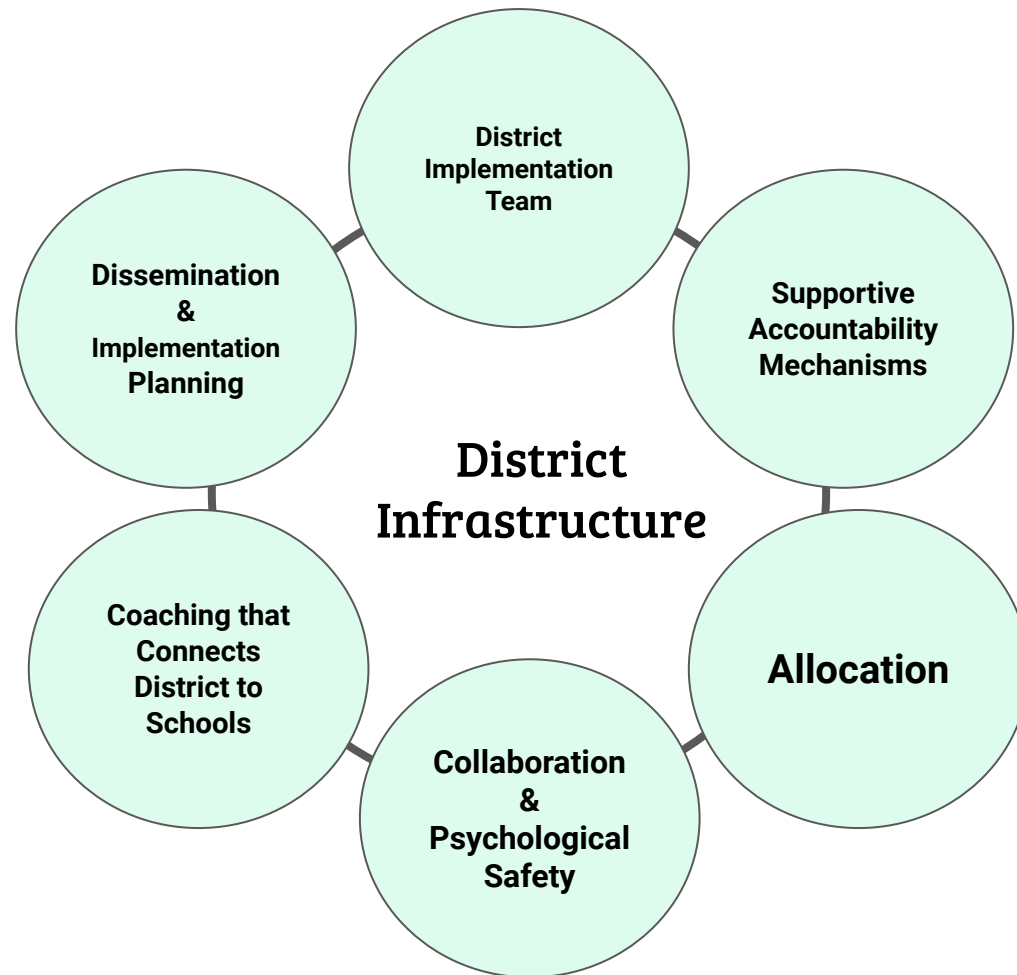 District
Implementation
Team
Supportive
Accountability
Mechanisms
Allocation
Collaboration
&
Psychological
Safety
Coaching that
Connects
District to
Schools
Dissemination
&
Implementation
Planning
District
Infrastructure